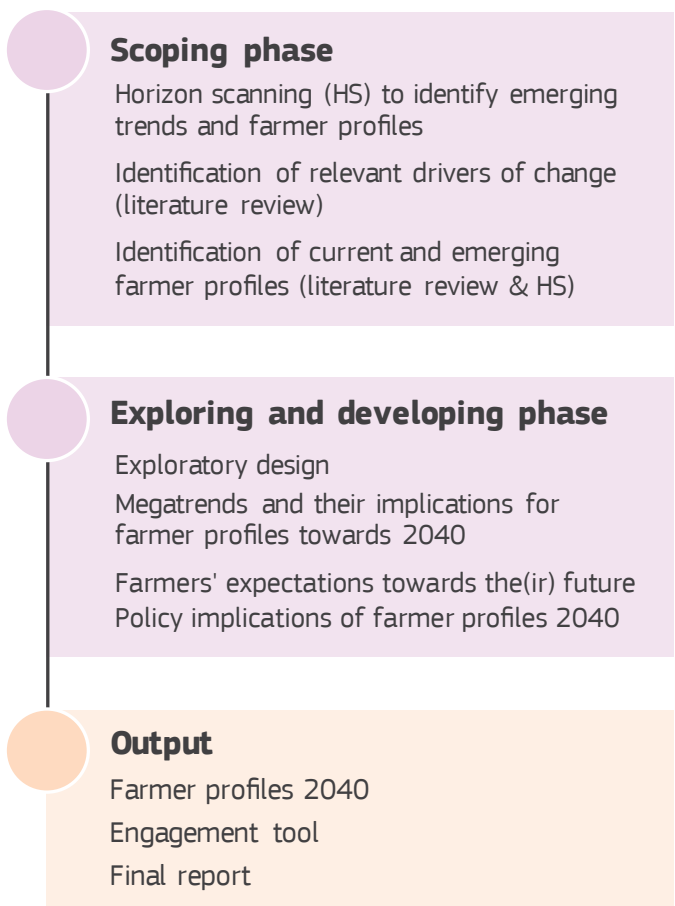 Scoping phase
Horizon scanning (HS) to identify emerging
trends and farmer profiles
Identification of relevant drivers of change
(literature review)
Identification of current and emerging
farmer profiles (literature review & HS)
Exploring and developing phase
Exploratory design
Megatrends and their implications for
farmer profiles towards 2040
Farmers' expectations towards the(ir) future
Policy implications of farmer profiles 2040
Output
Farmer profiles 2040
Engagement tool
Final report